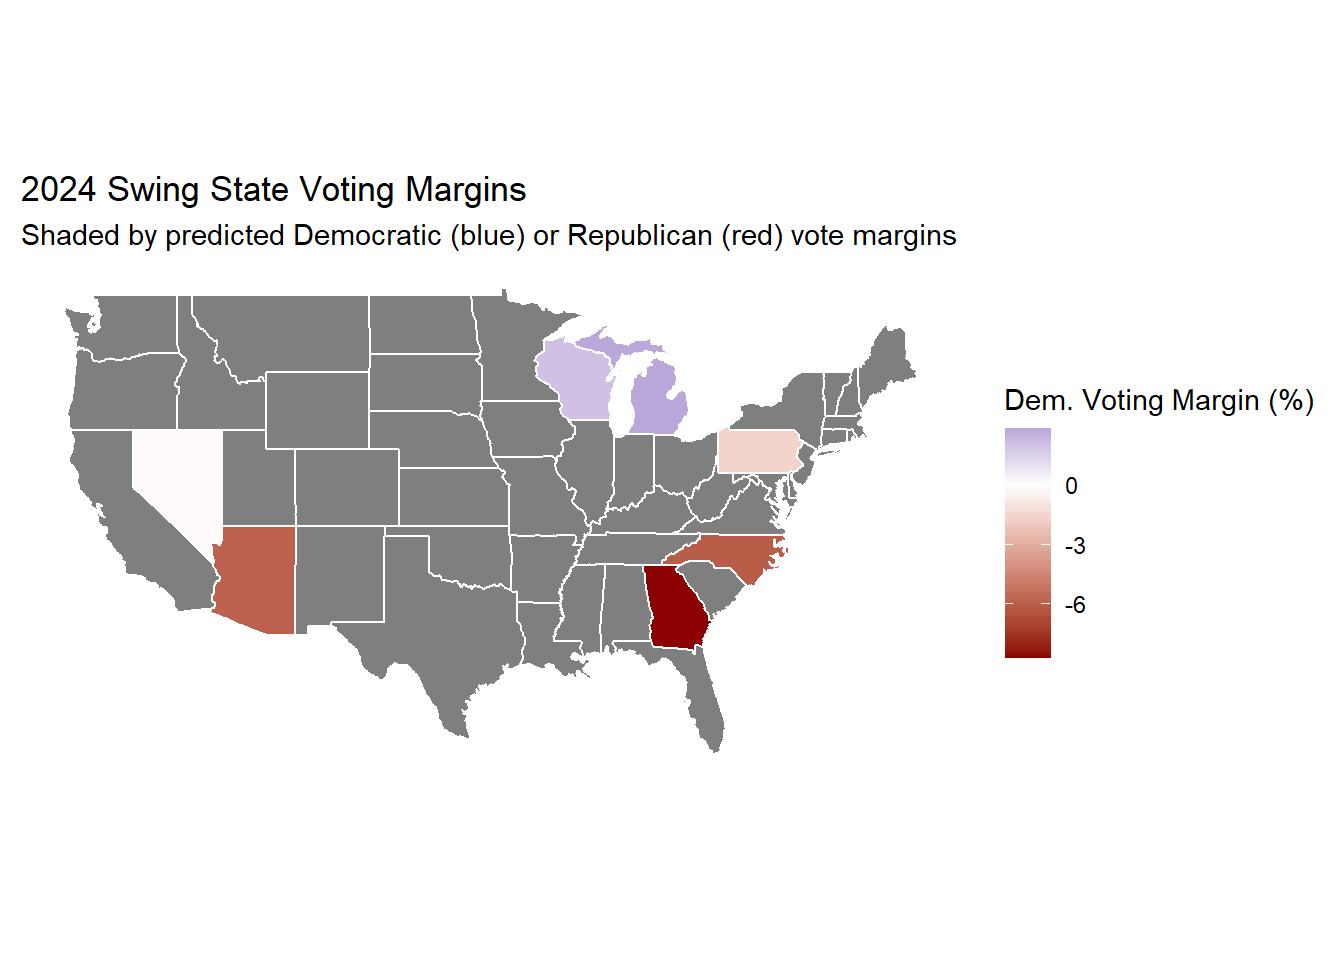 2024 Swing State Voting Margins
Shaded by predicted Democratic (blue) or Republican (red) vote margins
Dem. Voting Margin (%)
0
-3
-6